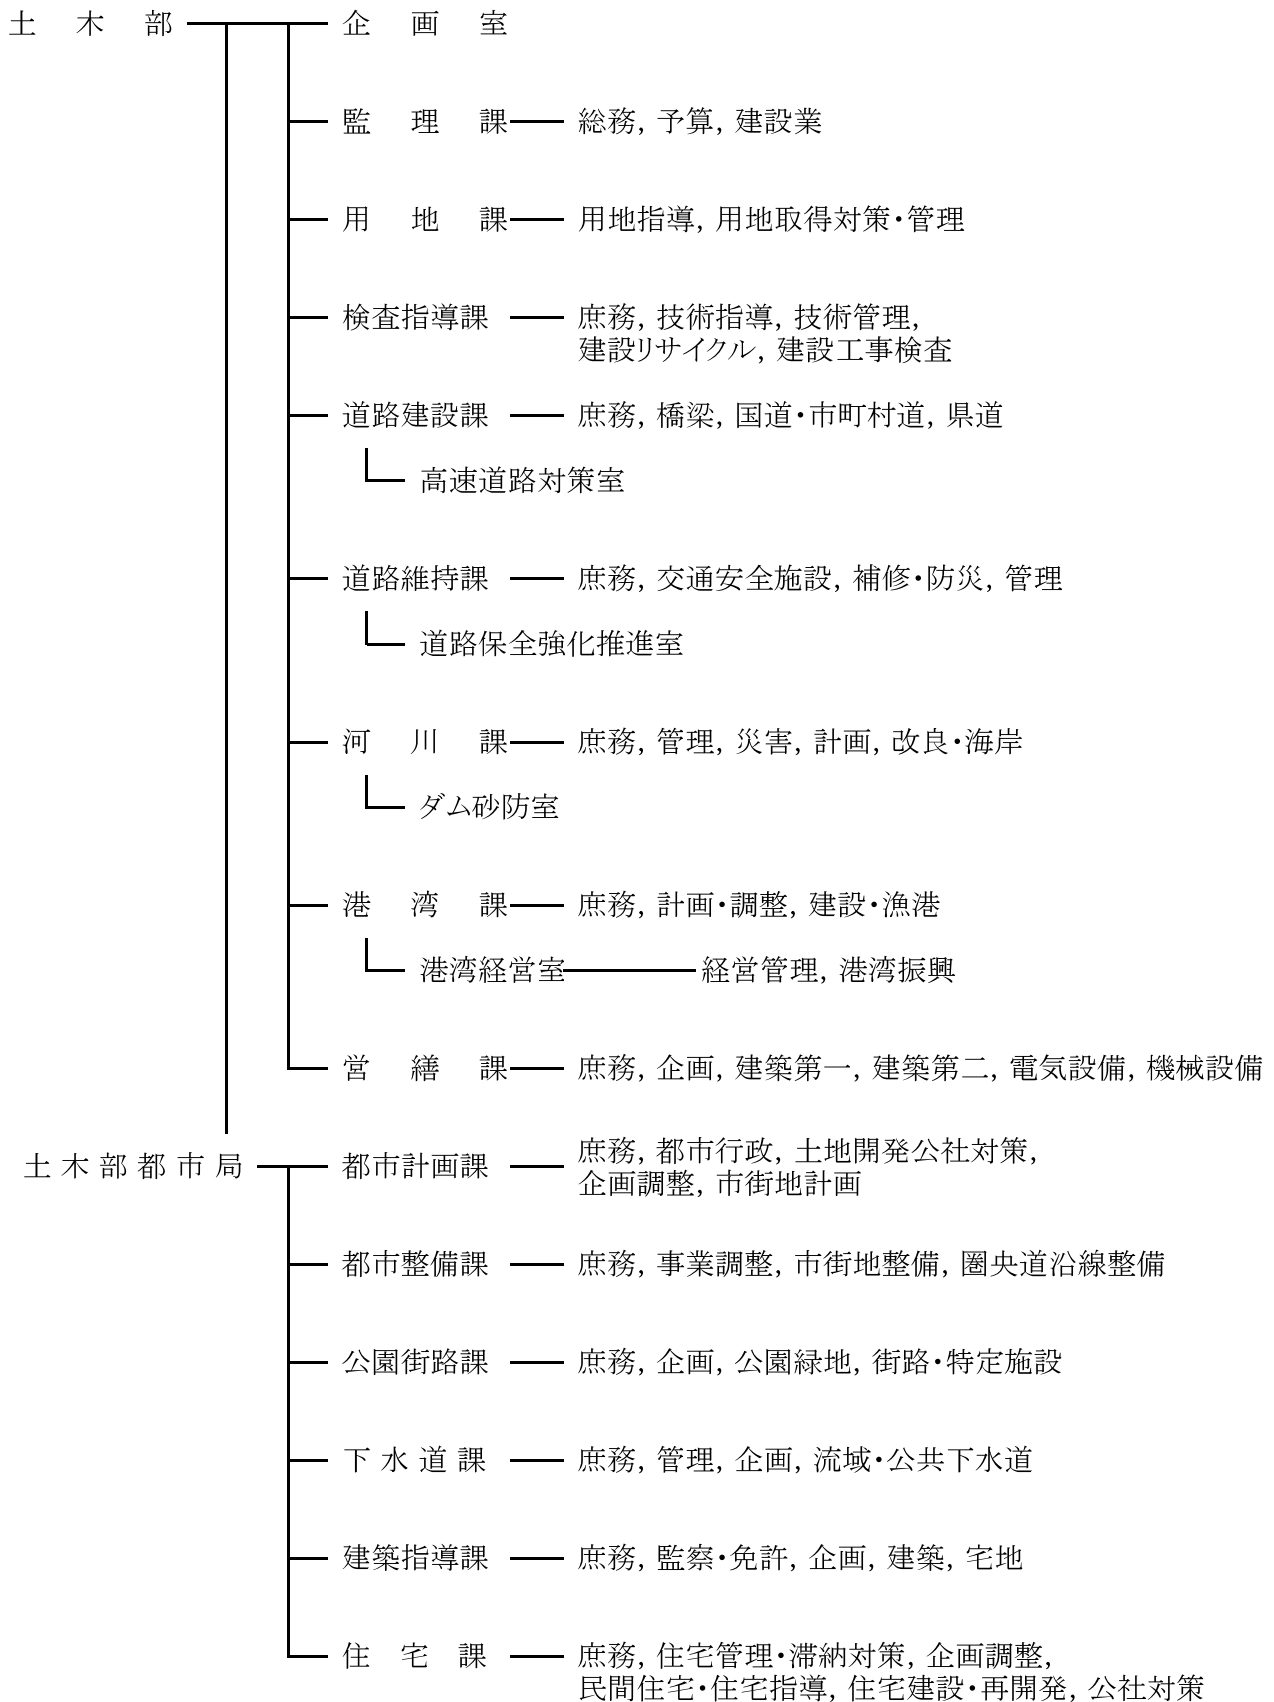 土木部 企画室
監理課 総務, 予算, 建設業
用地課 用地指導, 用地取得対策・管理
検査指導課 庶務, 技術指導, 技術管理,
建設リサイクル, 建設工事検査
道路建設課 庶務, 橋梁, 国道・市町村道, 県道
高速道路対策室
道路維持課 庶務, 交通安全施設, 補修・防災, 管理
道路保全強化推進室
河川課 庶務, 管理, 災害, 計画, 改良・海岸
ダム砂防室
港湾課 庶務, 計画・調整, 建設・漁港
港湾経営室 経営管理, 港湾振興
営繕課 庶務, 企画, 建築第一, 建築第二, 電気設備, 機械設備
土木部都市局 都市計画課 庶務, 都市行政, 土地開発公社対策,
企画調整, 市街地計画
都市整備課 庶務, 事業調整, 市街地整備, 圏央道沿線整備
公園街路課 庶務, 企画, 公園緑地, 街路・特定施設
下水道課 庶務, 管理, 企画, 流域・公共下水道
建築指導課 庶務, 監察・免許, 企画, 建築, 宅地
住宅課 庶務, 住宅管理・滞納対策, 企画調整,
民間住宅・住宅指導, 住宅建設・再開発, 公社対策